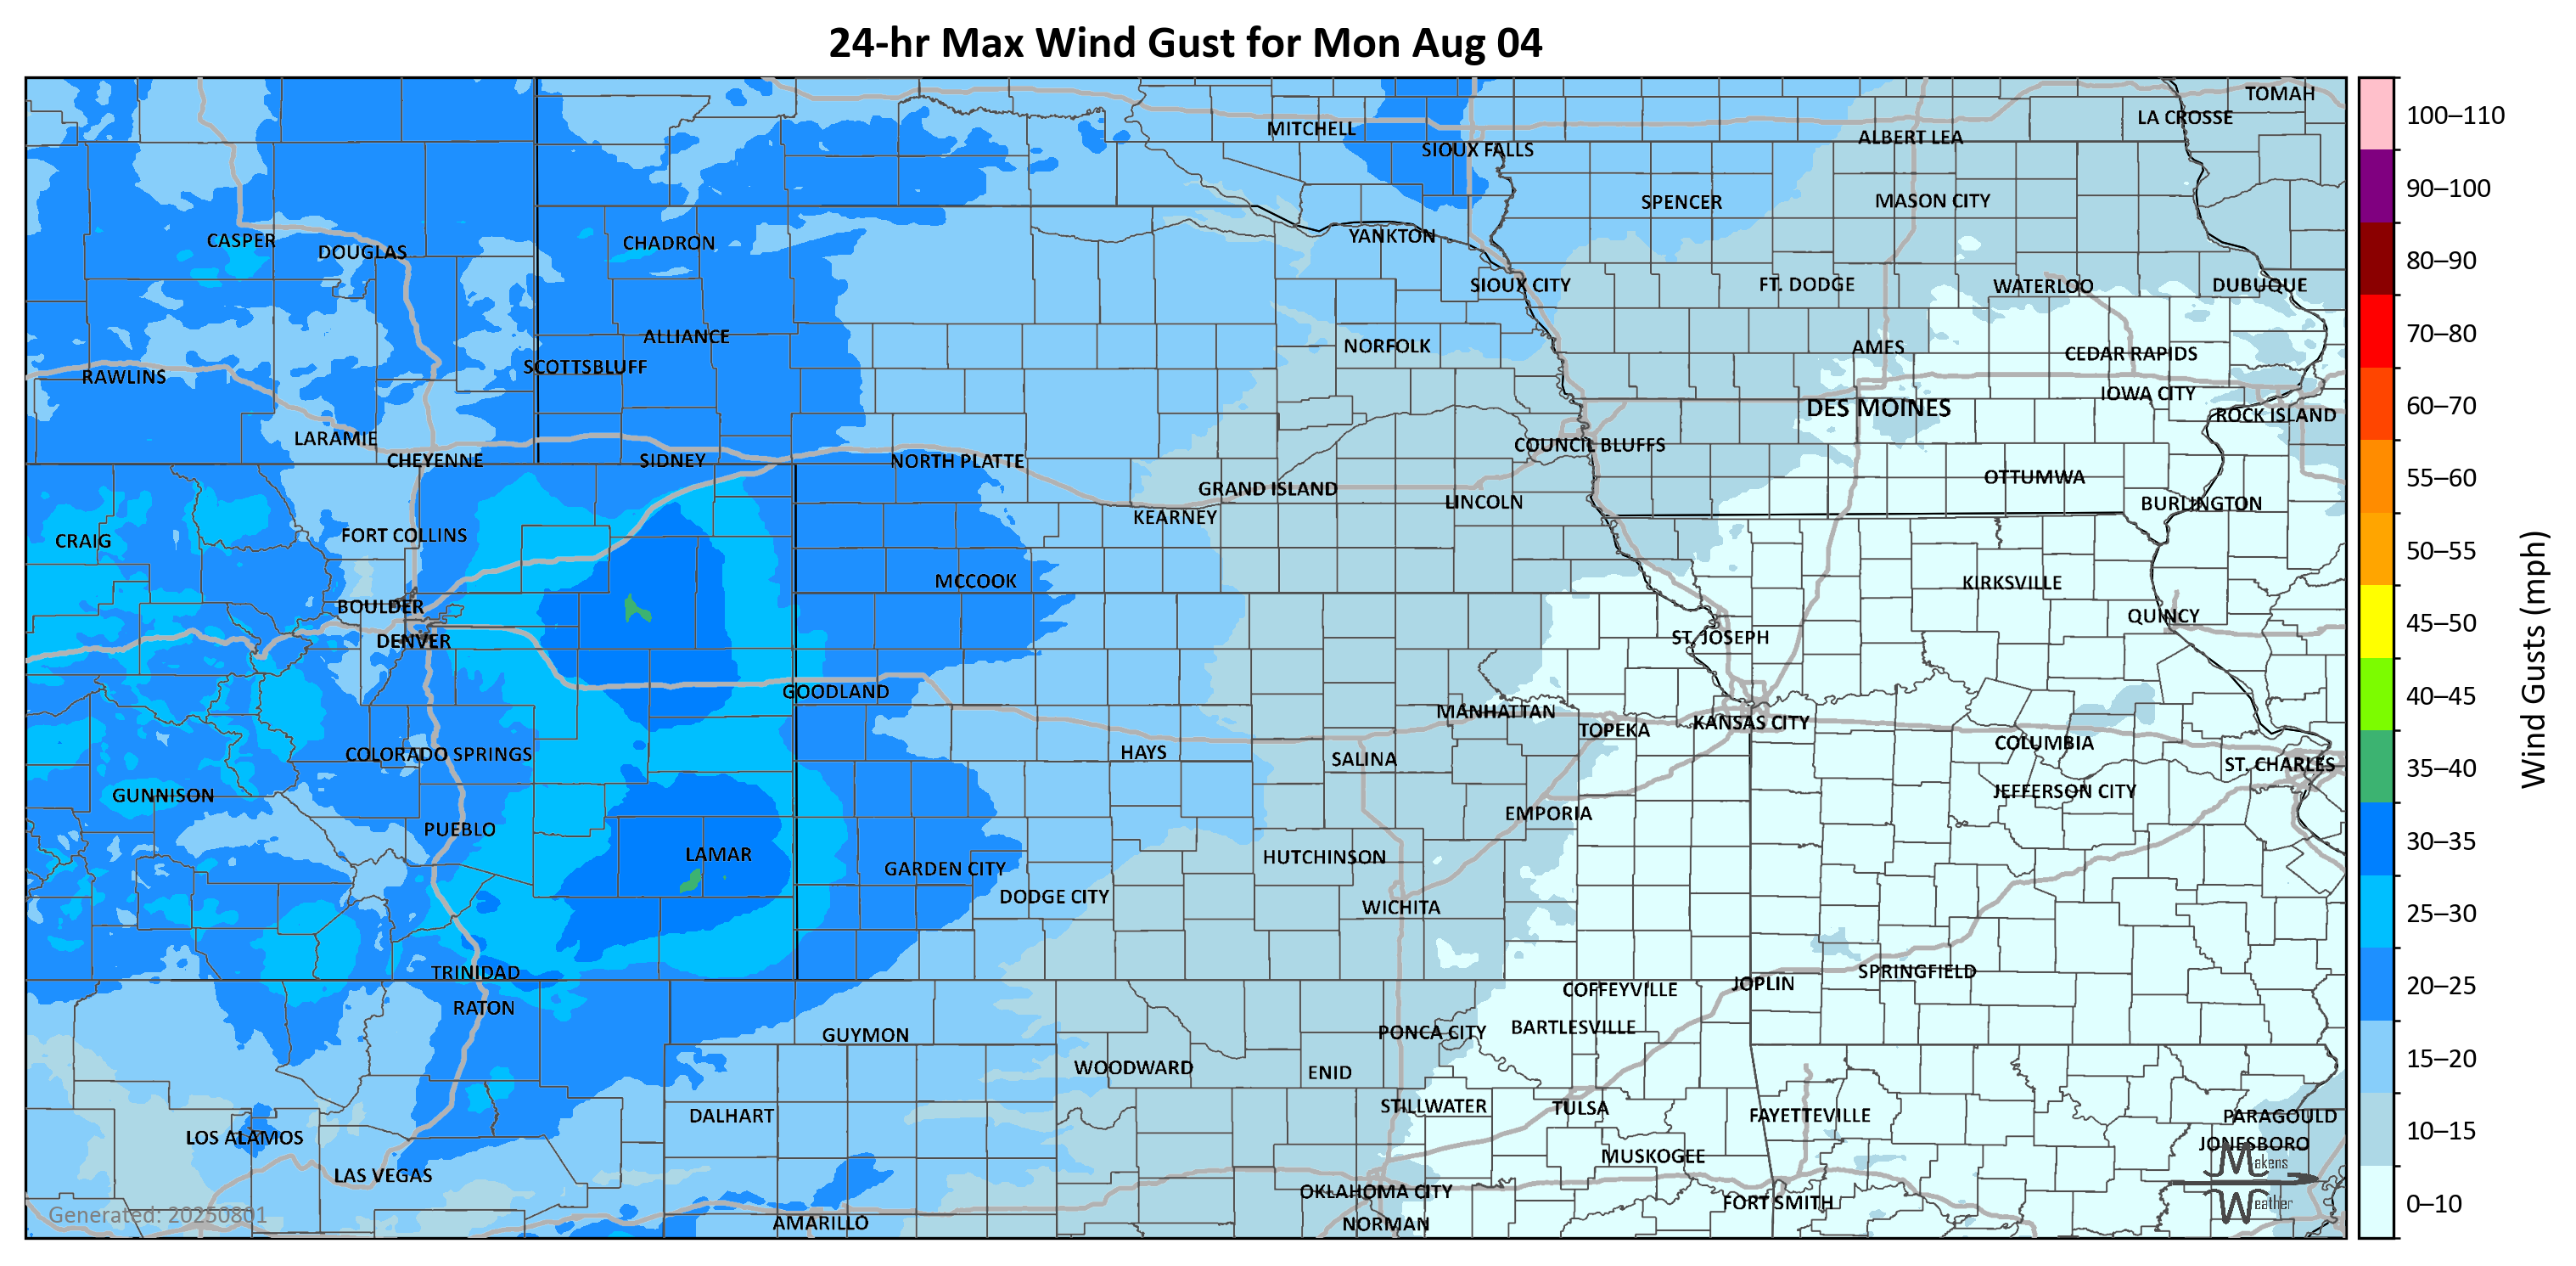 24-hr Max Wind Gust for Mon Aug 04
TOMAH
LA CROSSE
MITCHELL
ALBERT LEA
SIOUX FALLS
SPENCER
MASON CITY
CASPER
DOUGLAS
CHADRON
YANKTON
SIOUX CITY
FT. DODGE
WATERLOO
DUBUQUE
ALLIANCE
NORFOLK
AMES
CEDAR RAPIDS
SCOTTSBLUFF
RAWLINS
IOWA CITY
DES MOINES
ROCK ISLAND
LARAMIE
COUNCIL BLUFFS
CHEYENNE
SIDNEY
NORTH PLATTE
OTTUMWA
GRAND ISLAND
LINCOLN
BURLINGTON
KEARNEY
FORT COLLINS
CRAIG
MCCOOK
KIRKSVILLE
BOULDER
QUINCY
DENVER
ST. JOSEPH
GOODLAND
MANHATTAN
TOPEKA
KANSAS CITY
COLUMBIA
COLORADO SPRINGS
HAYS
SALINA
ST. CHARLES
GUNNISON
JEFFERSON CITY
EMPORIA
PUEBLO
LAMAR
HUTCHINSON
GARDEN CITY
DODGE CITY
WICHITA
TRINIDAD
SPRINGFIELD
JOPLIN
COFFEYVILLE
RATON
GUYMON
PONCA CITY
BARTLESVILLE
WOODWARD
ENID
STILLWATER
TULSA
DALHART
FAYETTEVILLE
PARAGOULD
LOS ALAMOS
JONESBORO
MUSKOGEE
LAS VEGAS
OKLAHOMA CITY
FORT SMITH
AMARILLO
NORMAN
Generated: 20250801
Makens
Weather
100–110
90–100
80–90
70–80
60–70
55–60
50–55
45–50
40–45
35–40
30–35
25–30
20–25
15–20
10–15
0–10
Wind Gusts (mph)